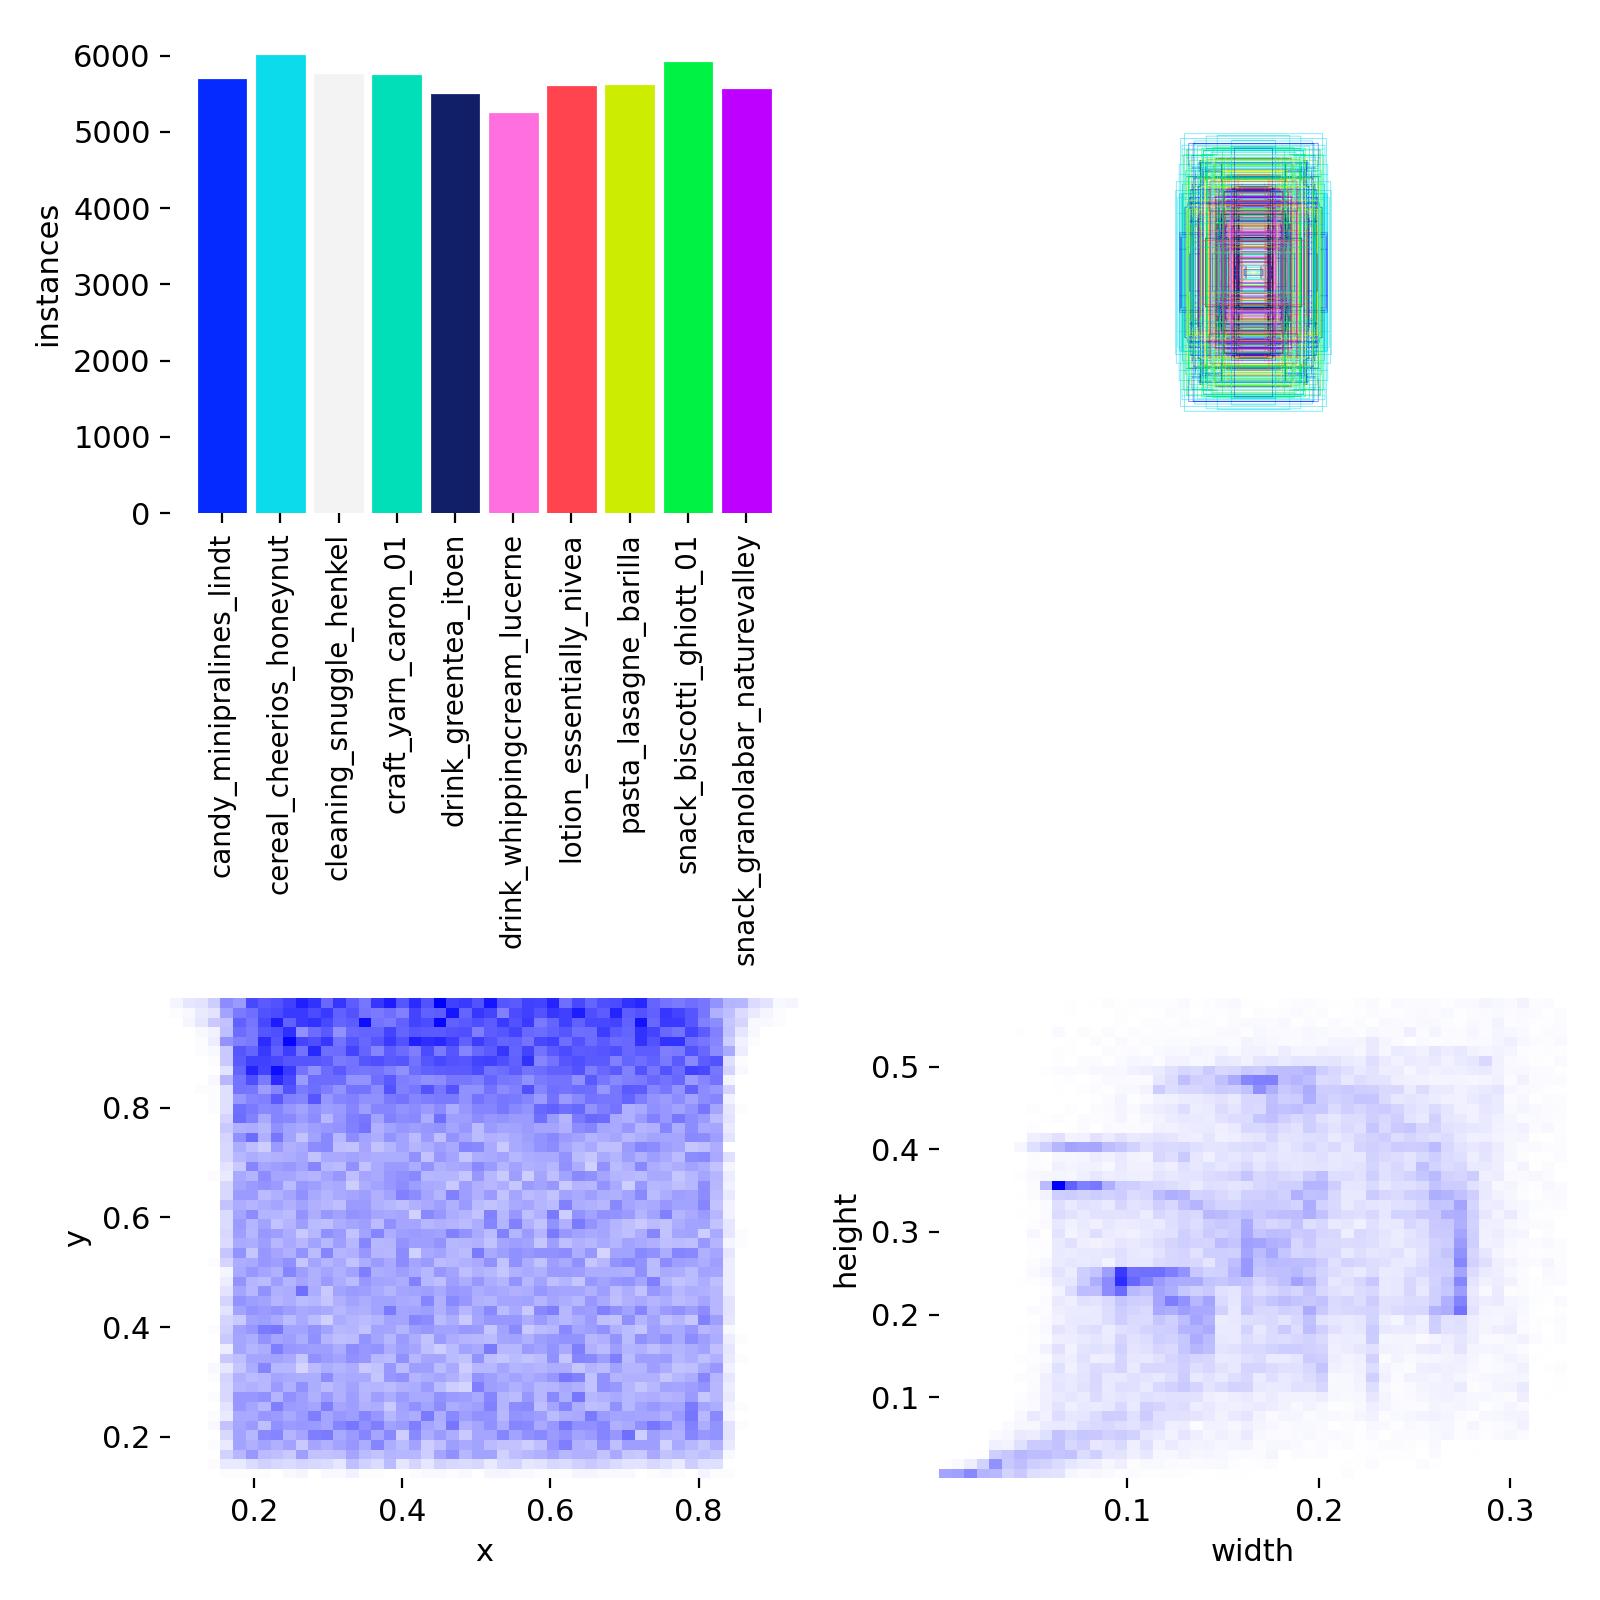 6000
5000
4000
3000
2000
1000
0
instances
candy_minipralines_lindt
cereal_cheerios_honeynut
cleaning_snuggle_henkel
craft_yarn_caron_01
drink_greentea_itoen
drink_whippingcream_lucerne
lotion_essentially_nivea
pasta_lasagne_barilla
snack_biscotti_ghiott_01
snack_granolabar_naturevalley
0.8
0.6
0.4
0.2
y
0.2 0.4 0.6 0.8
x
0.5
0.4
0.3
0.2
0.1
height
0.1 0.2 0.3
width